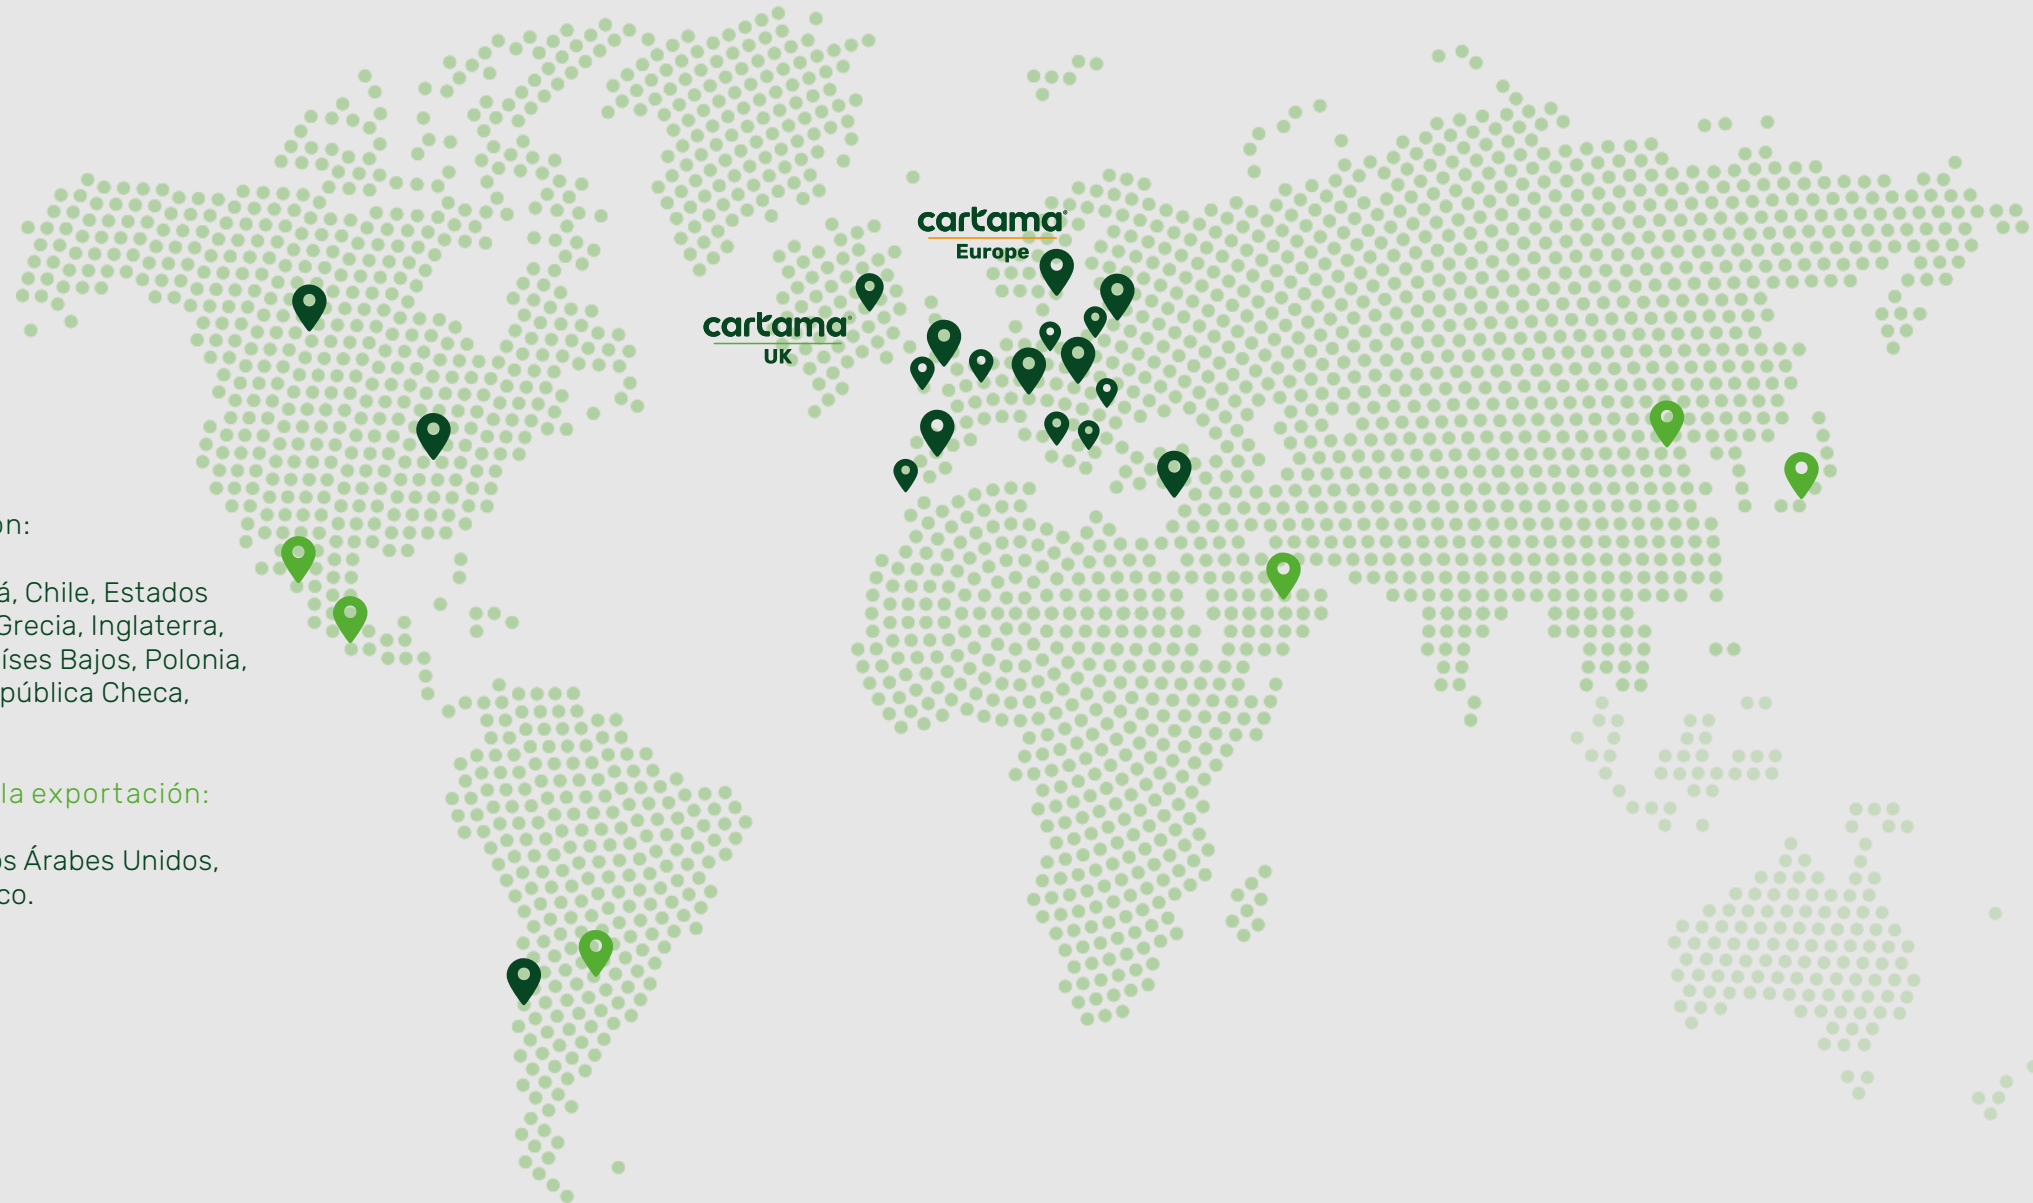 cartama®
Europe
cartama®
UK
ón:
á, Chile, Estados
Grecia, Inglaterra,
íses Bajos, Polonia,
pública Checa,
la exportación:
os Árabes Unidos,
co.